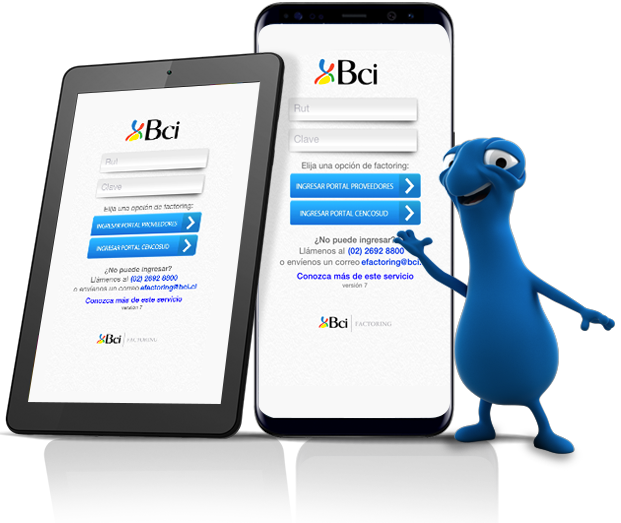 Bci
Rut
Clave
Elija una opción de factoring:
INGRESAR PORTAL PROVEEDORES
INGRESAR PORTAL CENCOSUD
¿No puede ingresar?
Llámenos al (02) 2692 8800
o envíenos un correo efactoring@bci.cl
Conozca más de este servicio
versión 7
Bci FACTORING
Bci
Rut
Clave
Elija una opción de factoring:
INGRESAR PORTAL PROVEEDORES
INGRESAR PORTAL CENCOSUD
¿No puede ingresar?
Llámenos al (02) 2692 8800
o envíenos un correo efactoring@bci.
Conozca más de este servicio
versión 7
Bci FACTORING